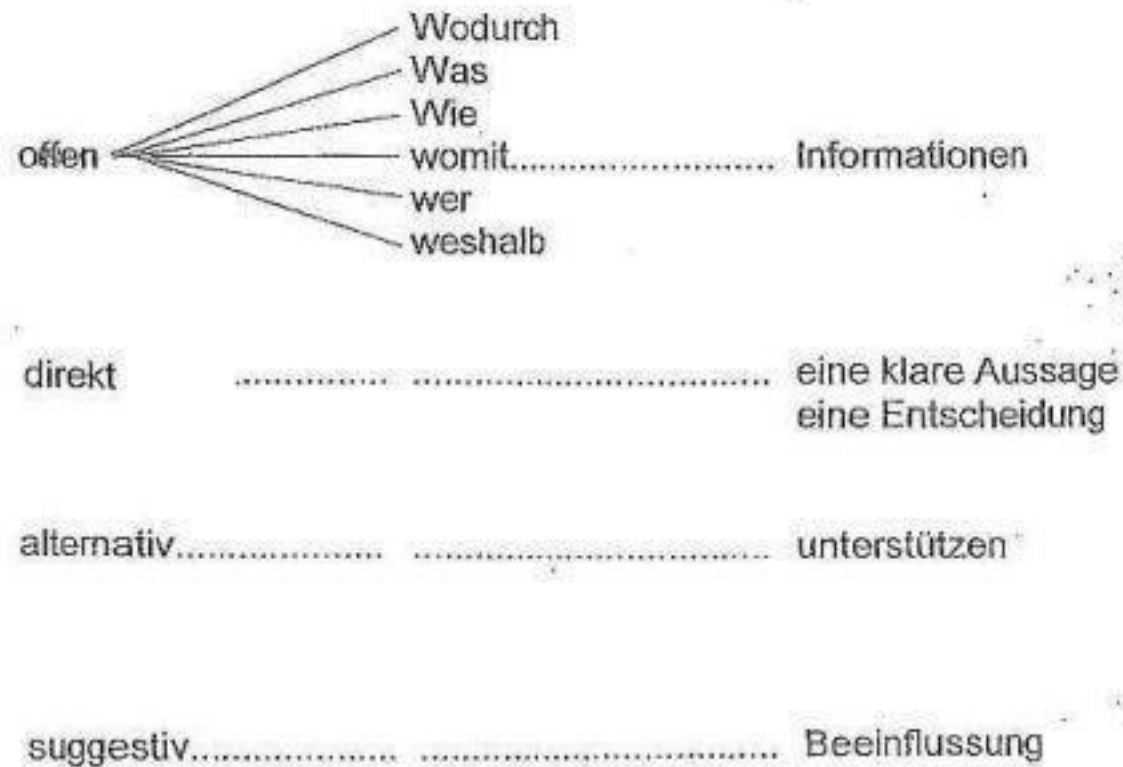 Wodurch
Was
Wie
offen womit.................... Informationen
wer
weshalb
direkt ............... ................................... eine klare Aussage
eine Entscheidung
alternativ.................... ................................... unterstützen
suggestiv.................... ................................... Beeinflussung